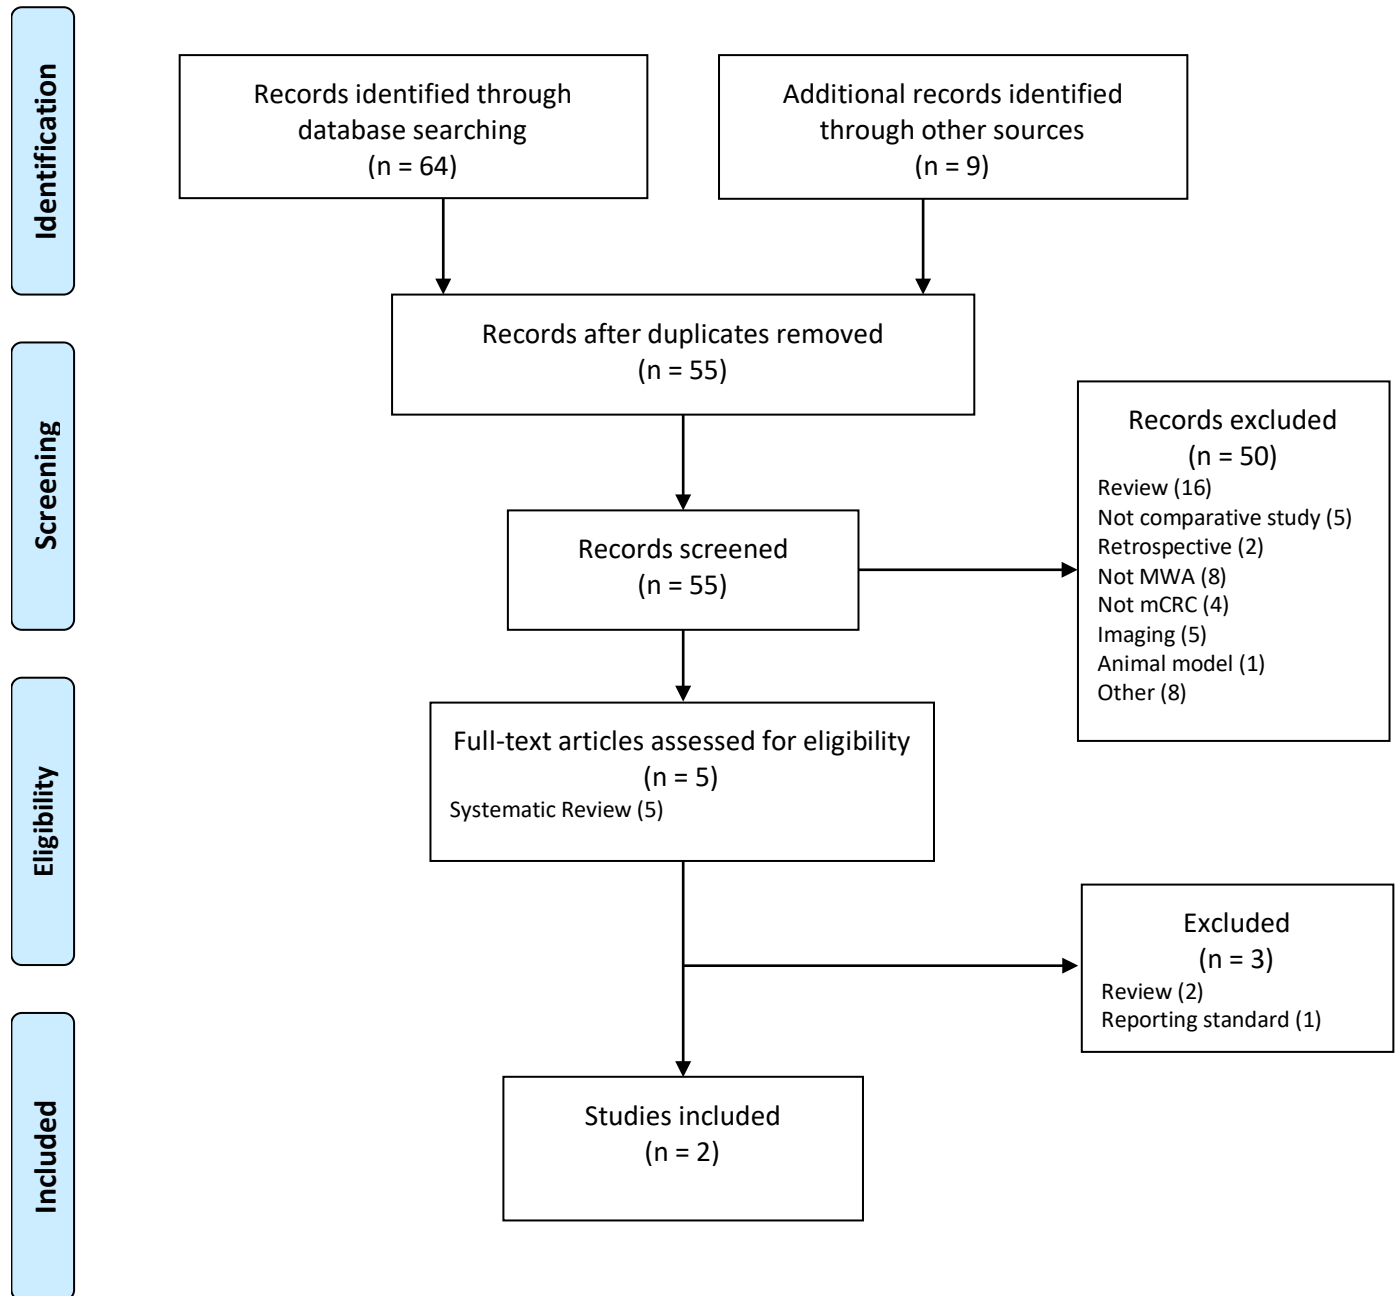 Identification
Records identified through
database searching
(n = 64)
Additional records identified
through other sources
(n = 9)
Records after duplicates removed
(n = 55)
Screening
Records screened
(n = 55)
Records excluded
(n = 50)
Review (16)
Not comparative study (5)
Retrospective (2)
Not MWA (8)
Not mCRC (4)
Imaging (5)
Animal model (1)
Other (8)
Eligibility
Full-text articles assessed for eligibility
(n = 5)
Systematic Review (5)
Excluded
(n = 3)
Review (2)
Reporting standard (1)
Included
Studies included
(n = 2)